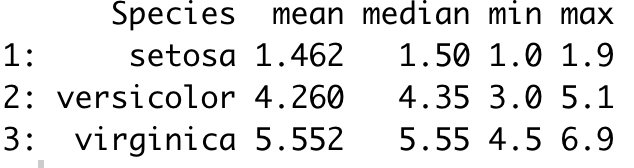 Species mean median min max
1: setosa 1.462 1.50 1.0 1.9
2: versicolor 4.260 4.35 3.0 5.1
3: virginica 5.552 5.55 4.5 6.9